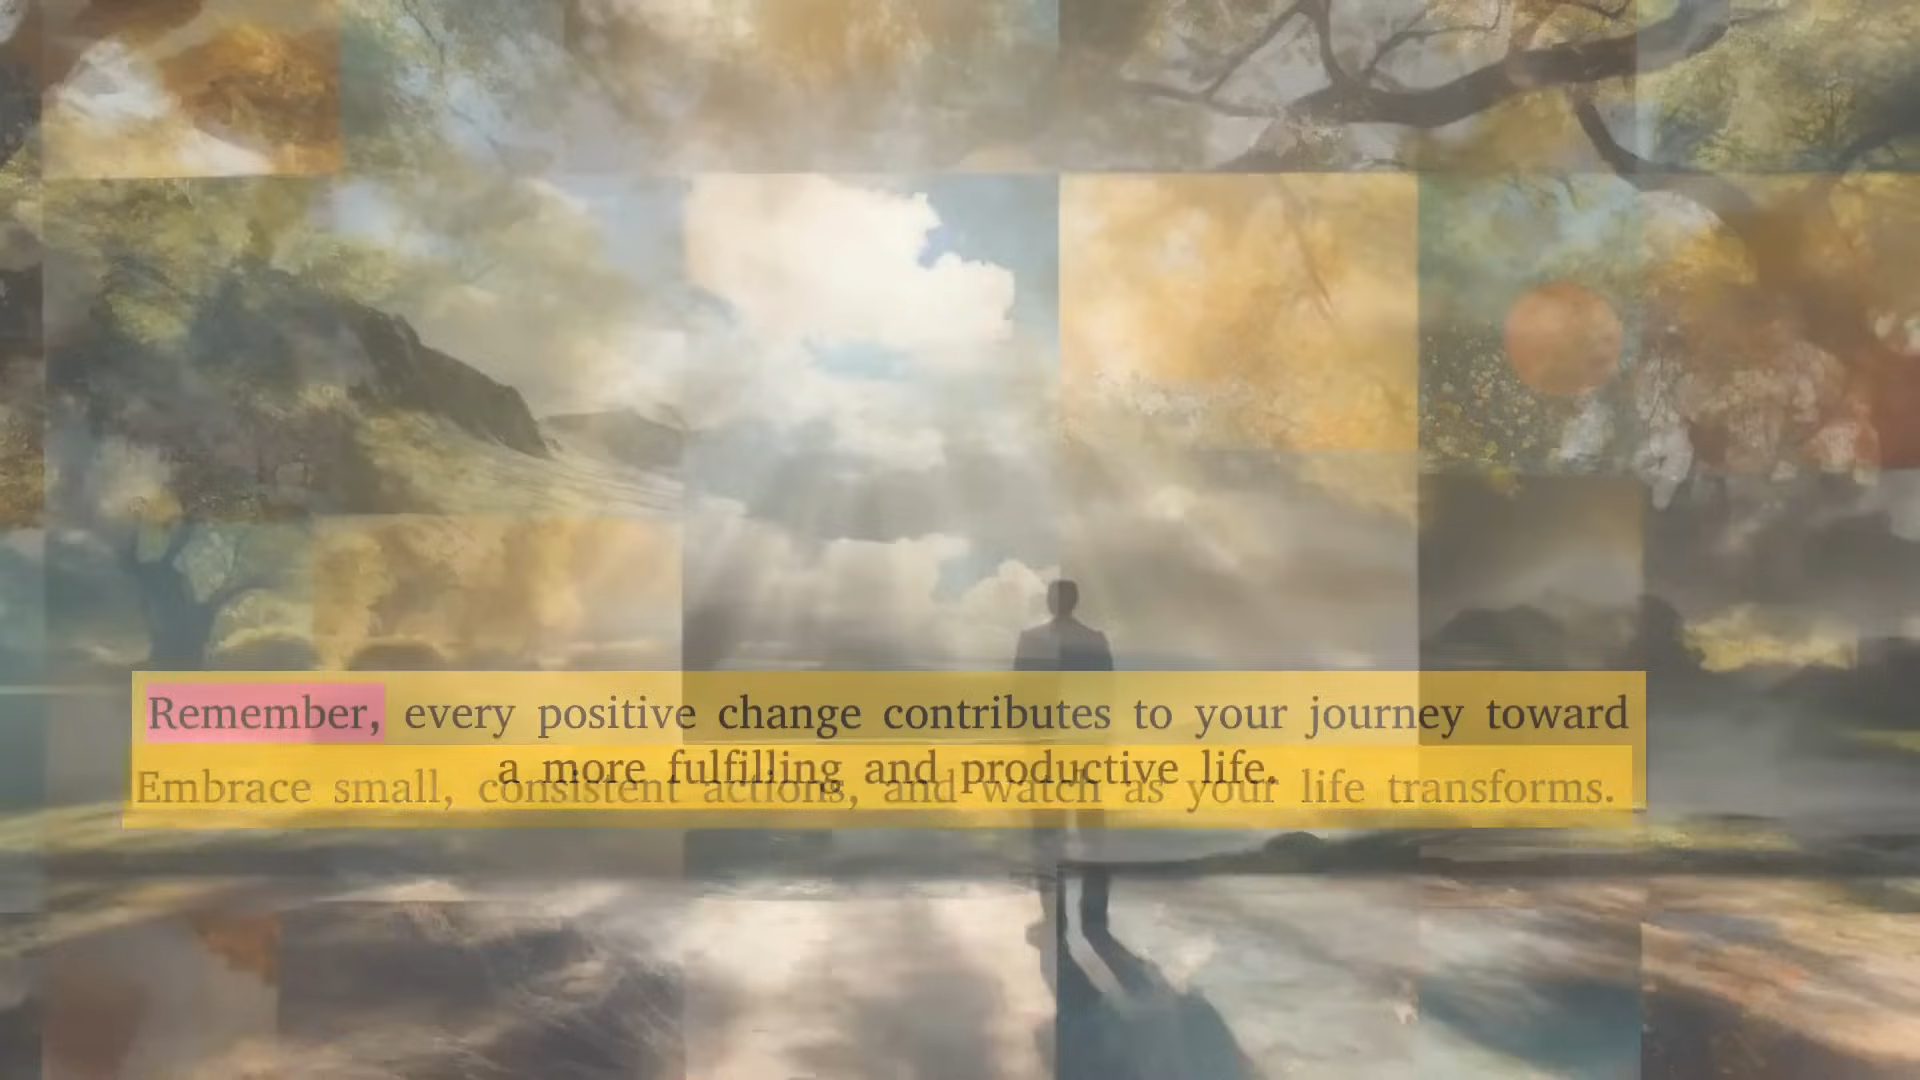 Remember, every positive change contributes to your journey toward
a more fulfilling and productive life.
Embrace small, consistent actions, and watch as your life transforms.